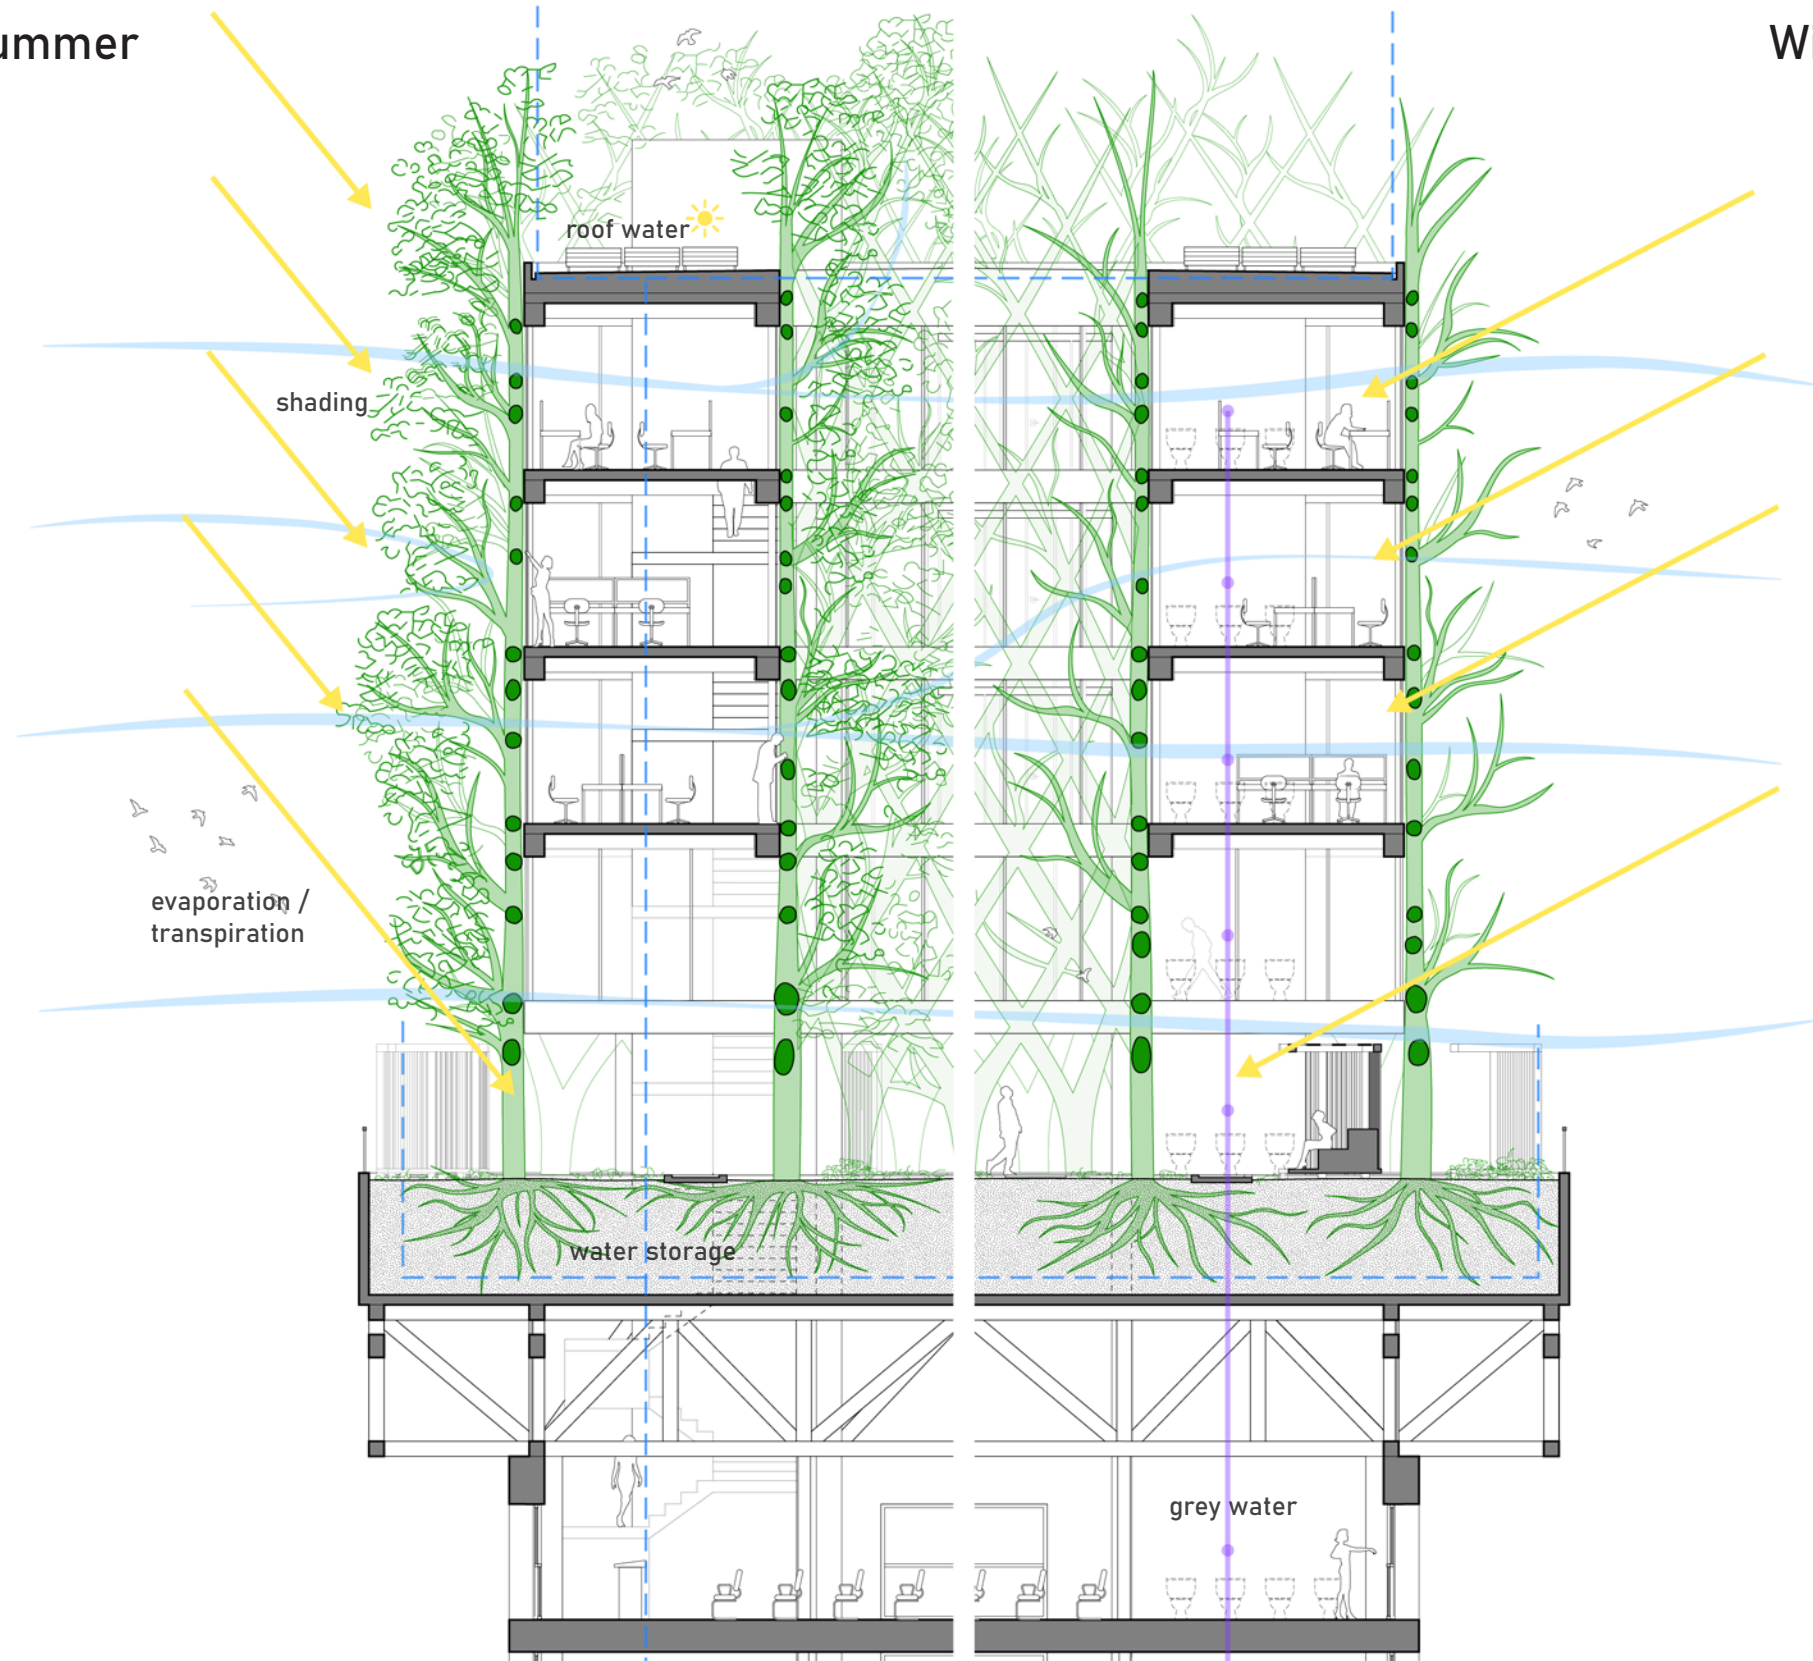 ummer
Wi
roof water
shading
evaporation /
transpiration
water storage
grey water